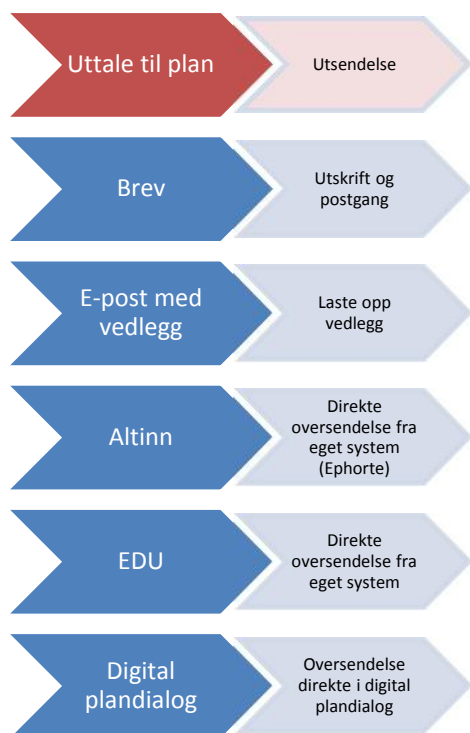 Uttale til plan
Utsendelse
Brev
Utskrift og
postgang
E-post med
vedlegg
Laste opp
vedlegg
Altinn
Direkte
oversendelse fra
eget system
(Ephorte)
EDU
Direkte
oversendelse fra
eget system
Digital
plandialog
Oversendelse
direkte i digital
plandialog